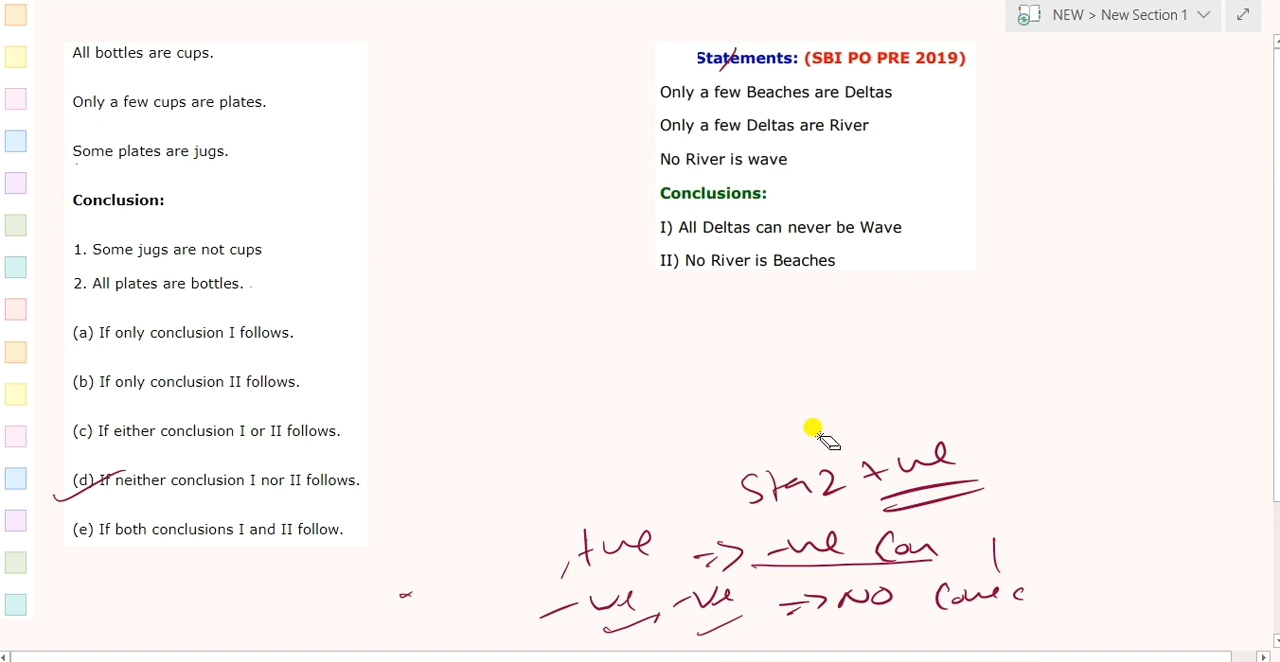 NEW > New Section 1
All bottles are cups.
Only a few cups are plates.
Some plates are jugs.
Conclusion:
1. Some jugs are not cups
2. All plates are bottles.
(a) If only conclusion I follows.
(b) If only conclusion II follows.
(c) If either conclusion I or II follows.
(d) If neither conclusion I nor II follows.
(e) If both conclusions I and II follow.
Statements: (SBI PO PRE 2019)
Only a few Beaches are Deltas
Only a few Deltas are River
No River is wave
Conclusions:
I) All Deltas can never be Wave
II) No River is Beaches
+ve
+ve => -ve Con
-ve, -ve => NO